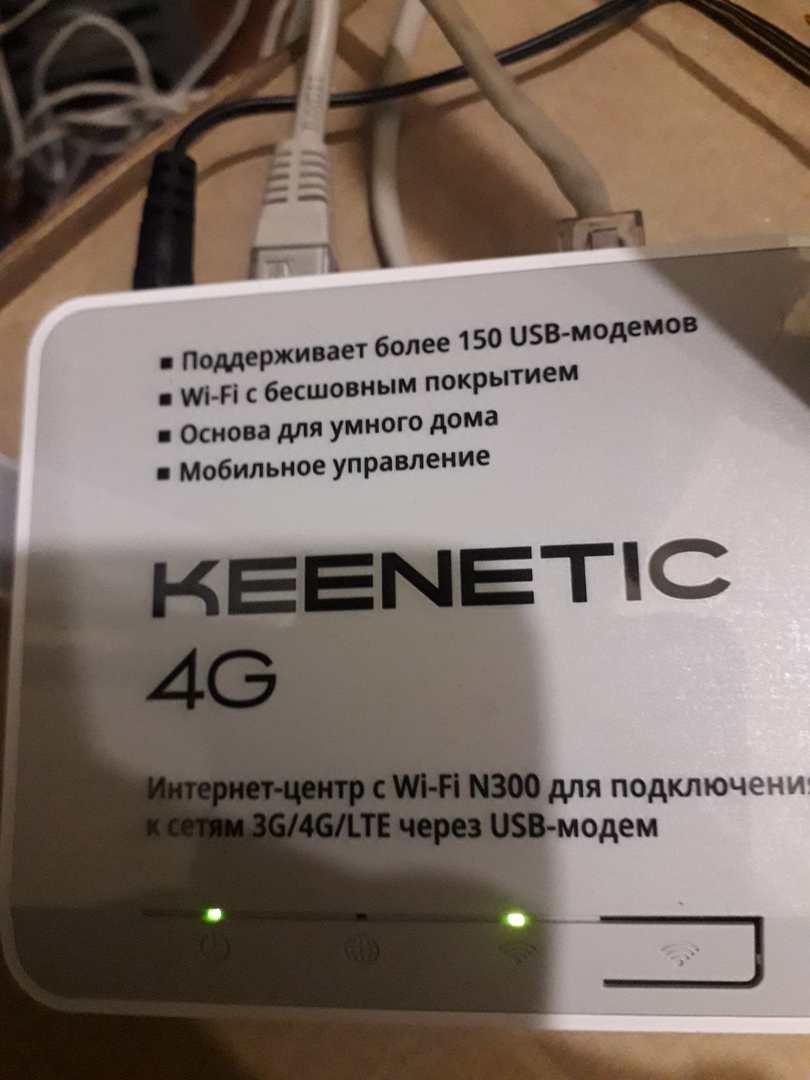 ▪ Поддерживает более 150 USB-модемов
▪ Wi-Fi с бесшовным покрытием
▪ Основа для умного дома
▪ Мобильное управление
KEENETIC
4G
Интернет-центр с Wi-Fi N300 для подключения
к сетям 3G/4G/LTE через USB-модем